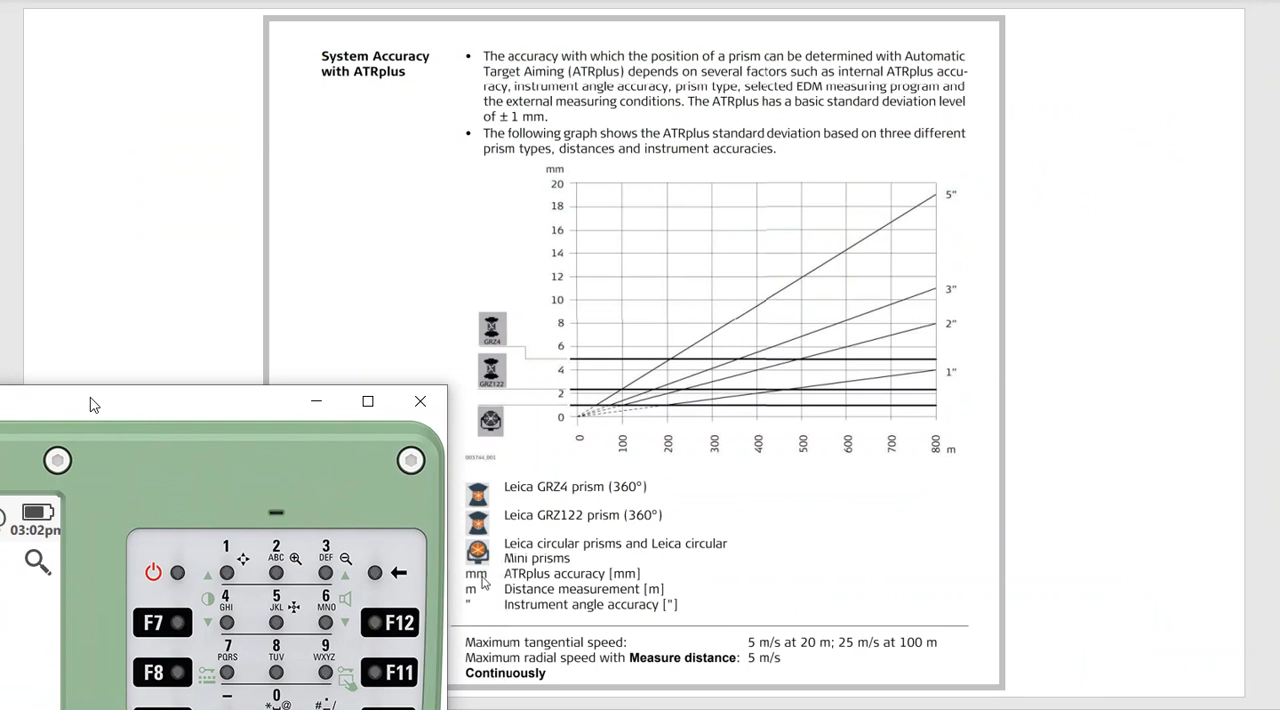 System Accuracy
with ATRplus
• The accuracy with which the position of a prism can be determined with Automatic
Target Aiming (ATRplus) depends on several factors such as internal ATRplus accu-
racy, instrument angle accuracy, prism type, selected EDM measuring program and
the external measuring conditions. The ATRplus has a basic standard deviation level
of ± 1 mm.
• The following graph shows the ATRplus standard deviation based on three different
prism types, distances and instrument accuracies.
mm
20
18
16
14
12
10
8
6
4
2
0
5"
3"
2"
1"
GRZ4
GRZ122
0 100 200 300 400 500 600 700 800 m
003764_001
Leica GRZ4 prism (360°)
Leica GRZ122 prism (360°)
Leica circular prisms and Leica circular
Mini prisms
mm ATRplus accuracy [mm]
m Distance measurement [m]
" Instrument angle accuracy ["]
Maximum tangential speed: 5 m/s at 20 m; 25 m/s at 100 m
Maximum radial speed with Measure distance: 5 m/s
Continuously
03:02pm
1 2 3
ABC DEF
4 5 6
GHI JKL MNO
F7 F12
7 8 9
PQRS TUV WXYZ
F8 F11
− 0 .
*_@ #:/